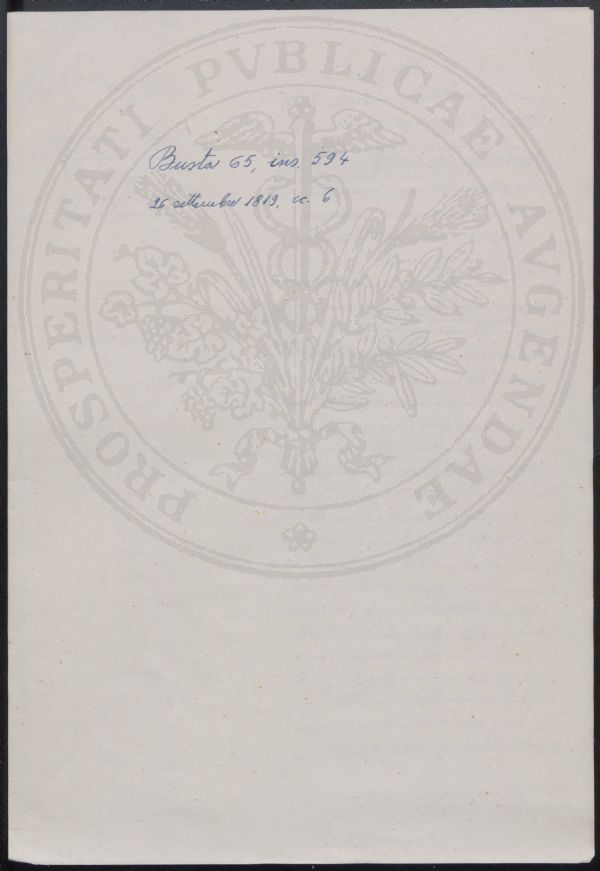 PROSPERITATI PVBLICAE AVGENDAE
Busta 65, ins. 594
26 settembre 1819, cc. 6